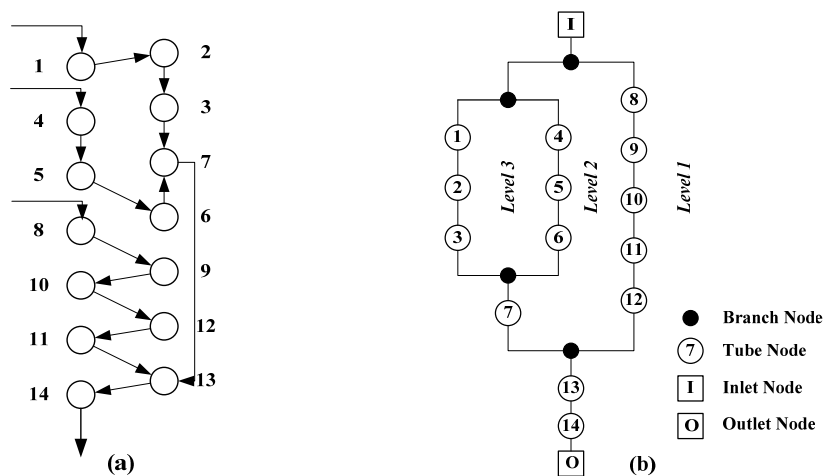 1
2
3
4
7
5
6
8
9
10
12
11
13
14
(a)
I
8
1
4
9
2
5
10
3
6
11
12
7
13
14
O
Level 3
Level 2
Level 1
Branch Node
7 Tube Node
I Inlet Node
O Outlet Node
(b)